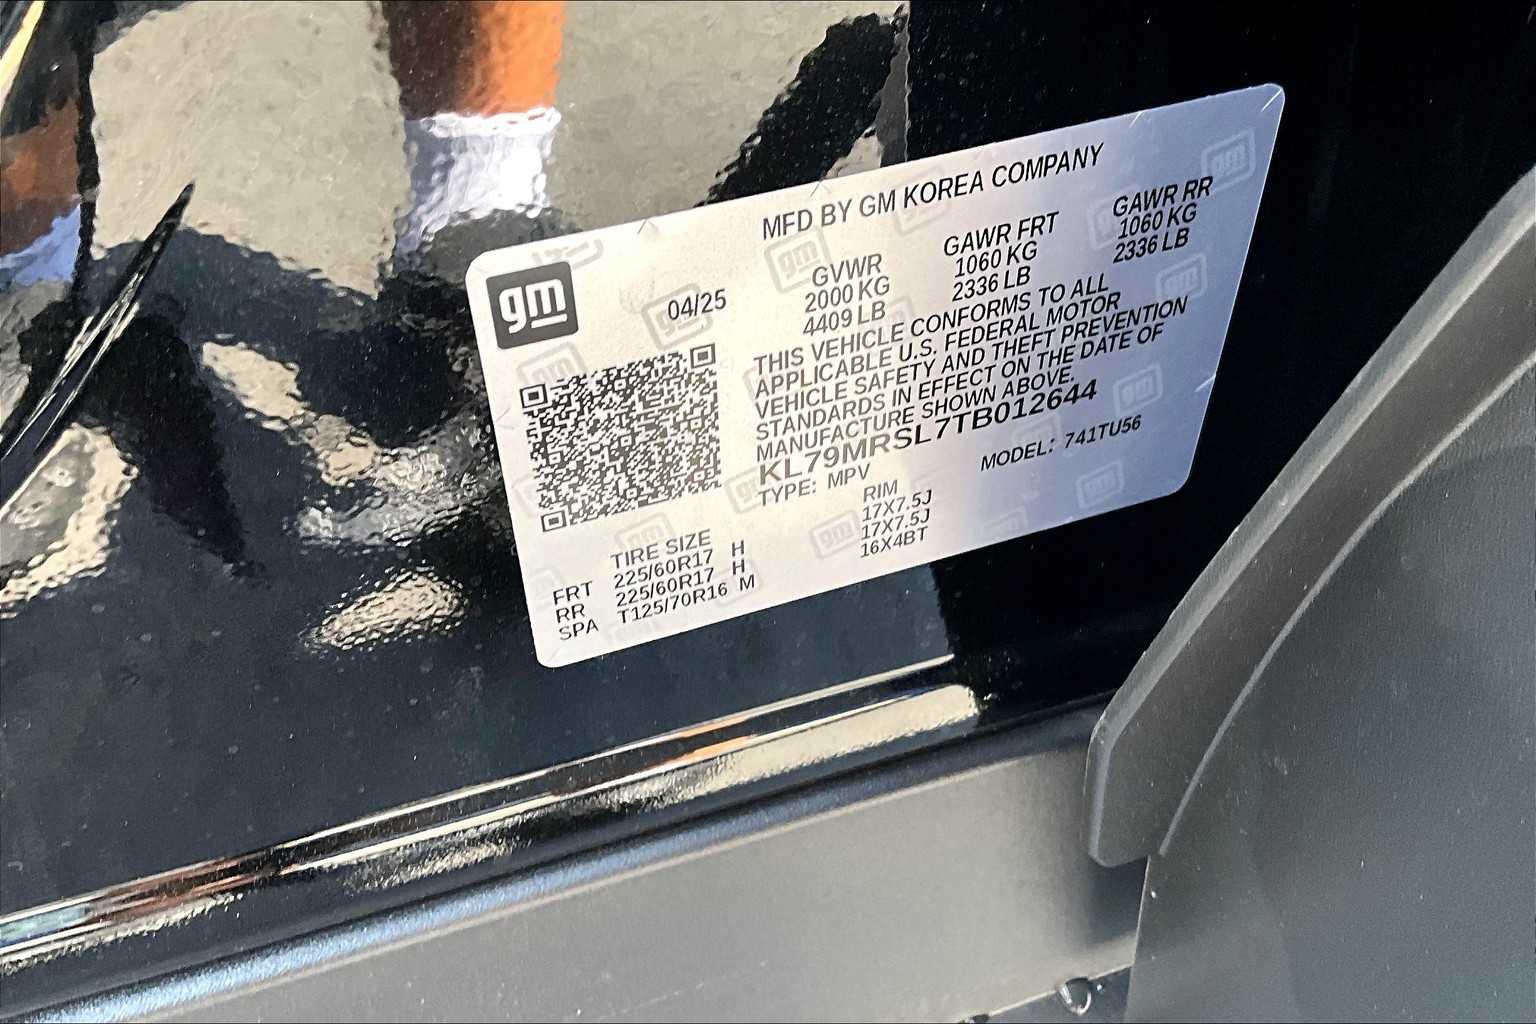 MFD BY GM KOREA COMPANY
gm
04/25
GVWR
2000 KG
4409 LB
GAWR FRT
1060 KG
2336 LB
GAWR RR
1060 KG
2336 LB
THIS VEHICLE CONFORMS TO ALL
APPLICABLE U.S. FEDERAL MOTOR
VEHICLE SAFETY AND THEFT PREVENTION
STANDARDS IN EFFECT ON THE DATE OF
MANUFACTURE SHOWN ABOVE.
KL79MRSL7TB012644
TYPE: MPV
MODEL: 741TU56
TIRE SIZE
RIM
FRT 225/60R17 H 17X7.5J
RR 225/60R17 H 17X7.5J
SPA T125/70R16 M 16X4BT